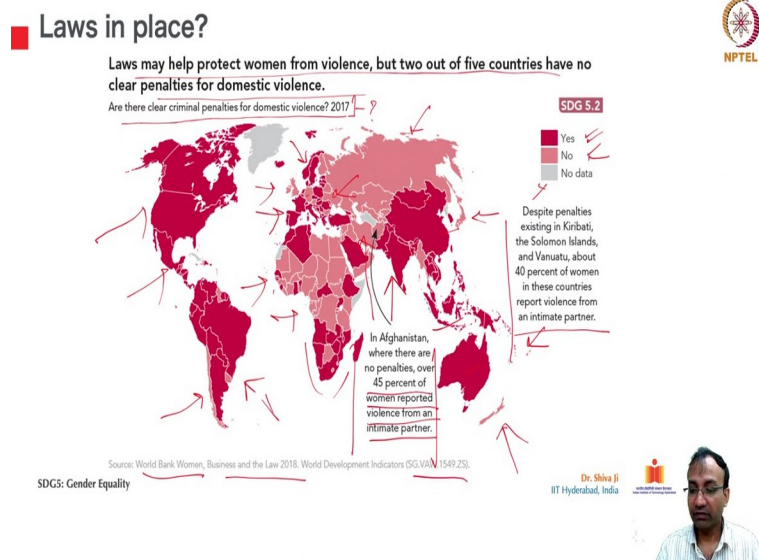 Laws in place?
NPTEL
Laws may help protect women from violence, but two out of five countries have no
clear penalties for domestic violence.
Are there clear criminal penalties for domestic violence? 2017
?
SDG 5.2
Yes
No
No data
Despite penalties
existing in Kiribati,
the Solomon Islands,
and Vanuatu, about
40 percent of women
in these countries
report violence from
an intimate partner.
In Afghanistan,
where there are
no penalties, over
45 percent of
women reported
violence from an
intimate partner.
Source: World Bank Women, Business and the Law 2018. World Development Indicators (SG.VAW.1549.ZS).
SDG5: Gender Equality
Dr. Shiva Ji
IIT Hyderabad, India